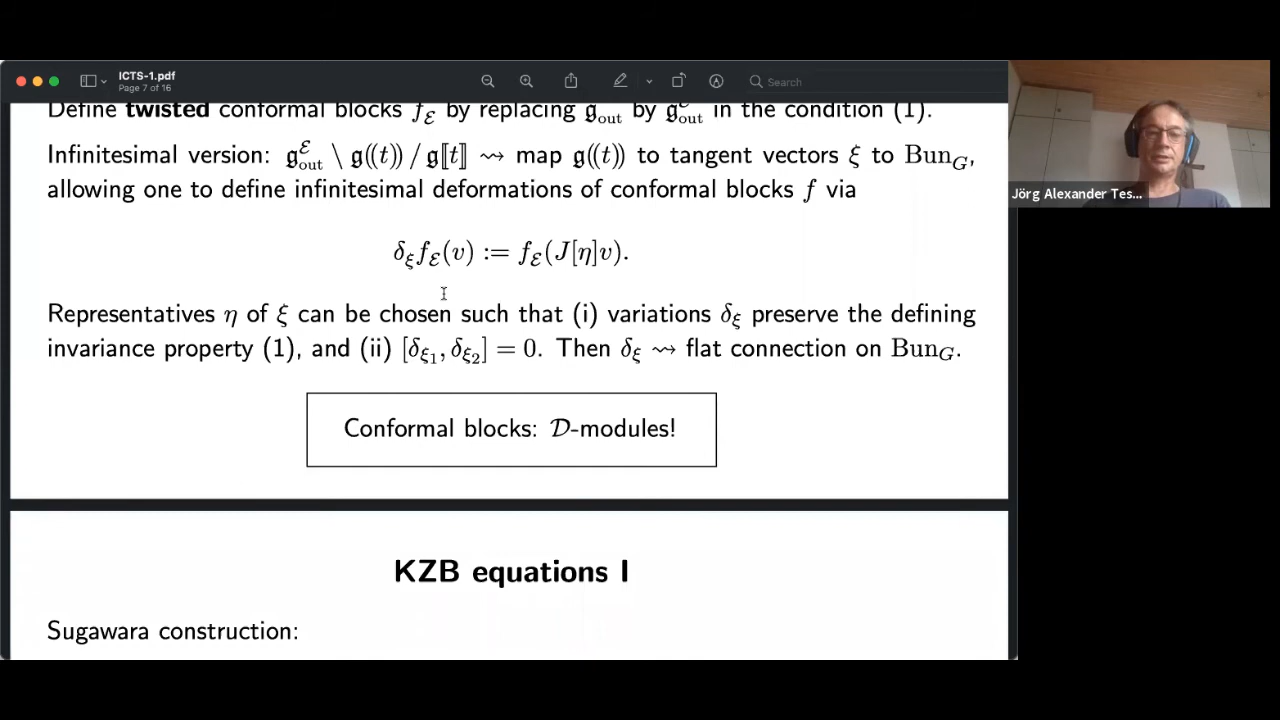 ICTS-1.pdf
Page 7 of 16
Search
Define twisted conformal blocks f_ℰ by replacing 𝔤_out by 𝔤^ℰ_out in the condition (1).
Infinitesimal version: 𝔤^ℰ_out \ 𝔤((t)) / 𝔤[[t]] ⇝ map 𝔤((t)) to tangent vectors ξ to Bun_G,
allowing one to define infinitesimal deformations of conformal blocks f via
δ_ξ f_ℰ(v) := f_ℰ(J[η]v).
Representatives η of ξ can be chosen such that (i) variations δ_ξ preserve the defining
invariance property (1), and (ii) [δ_ξ₁, δ_ξ₂] = 0. Then δ_ξ ⇝ flat connection on Bun_G.
Conformal blocks: 𝒟-modules!
KZB equations I
Sugawara construction:
Jörg Alexander Tes...